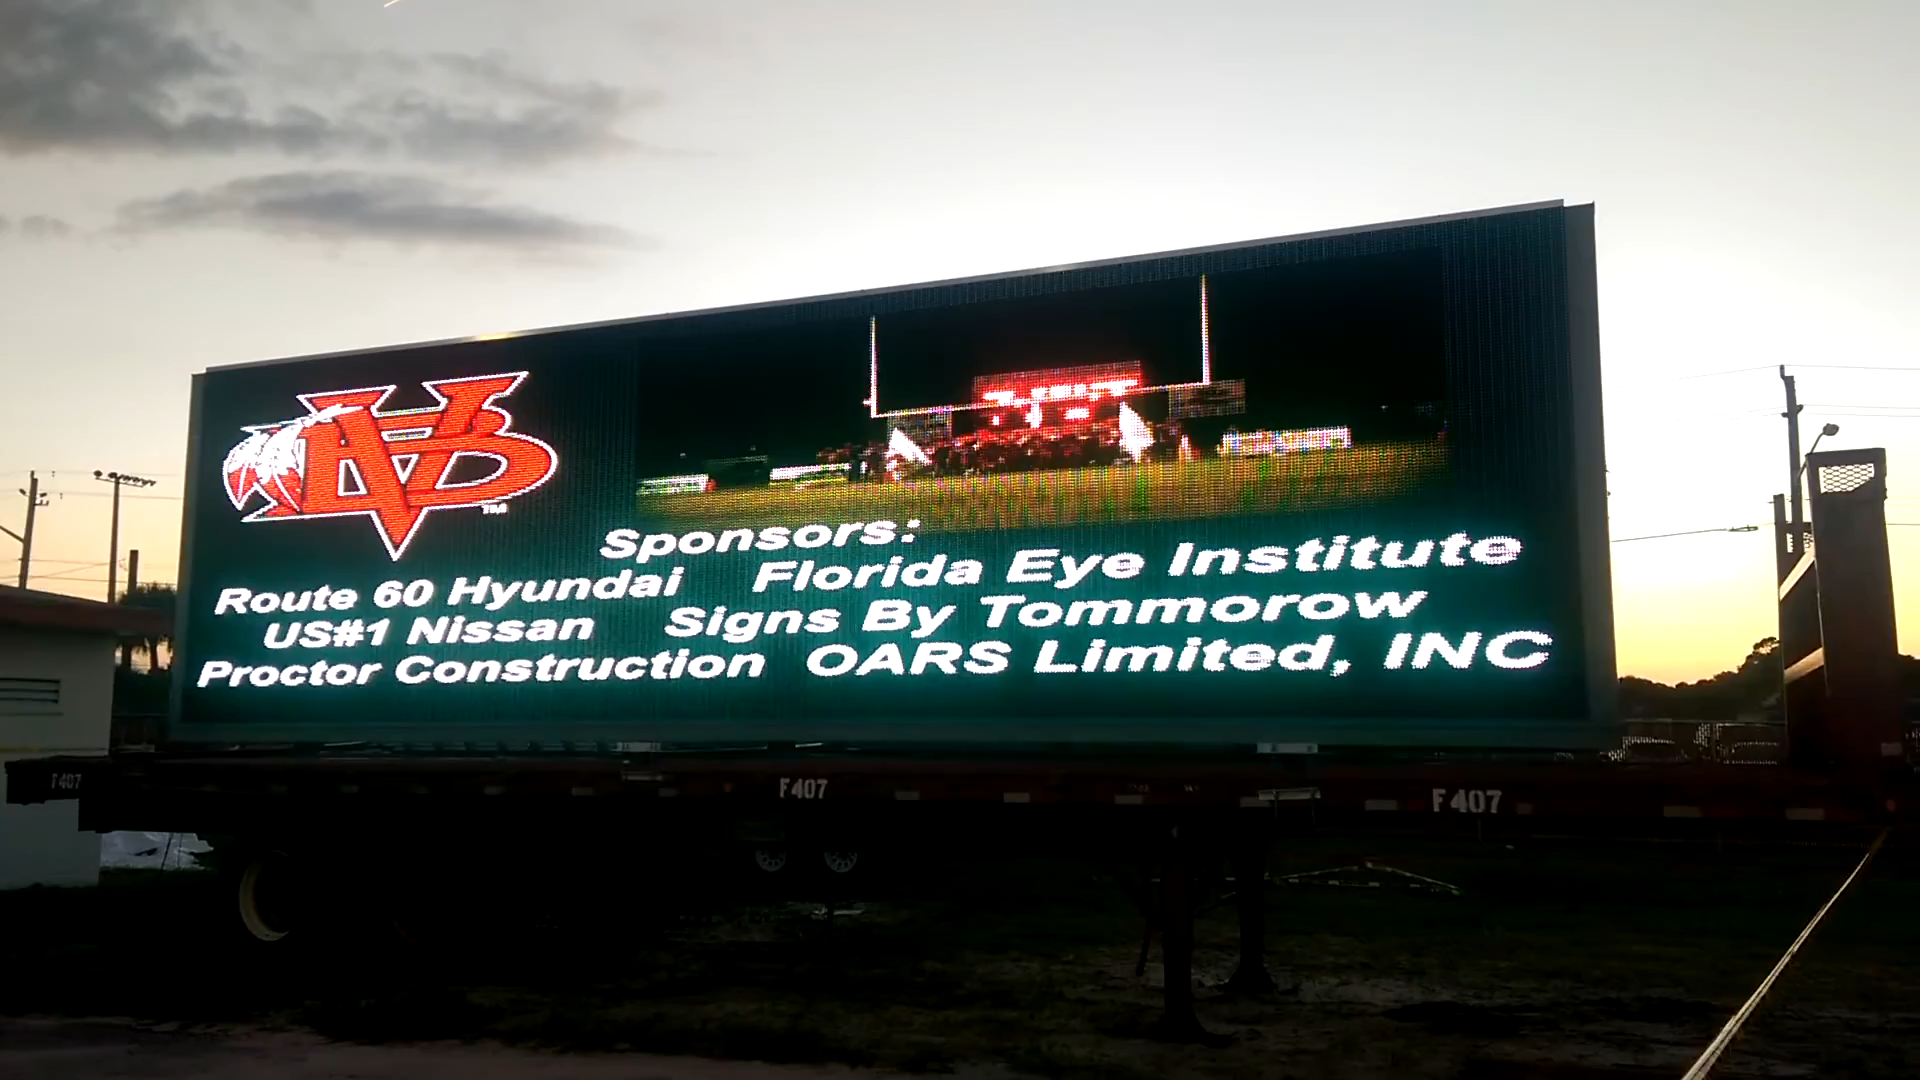 VB
TM
Sponsors:
Route 60 Hyundai Florida Eye Institute
US#1 Nissan Signs By Tommorow
Proctor Construction OARS Limited, INC
F407 F407 F407